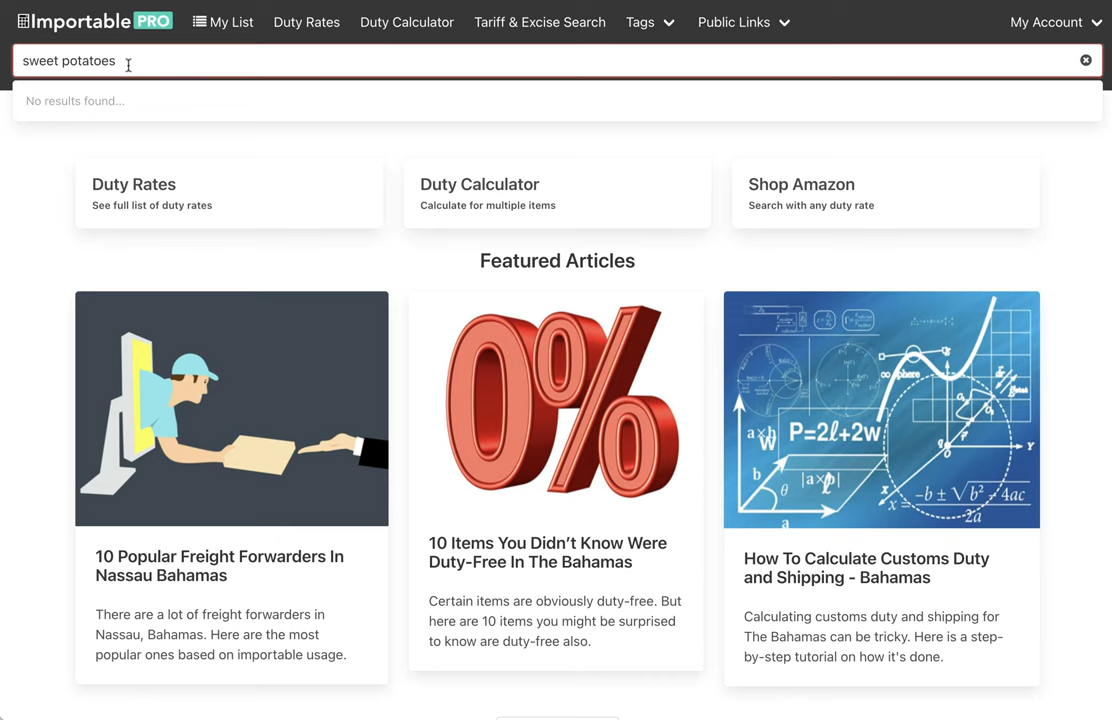 Importable PRO My List Duty Rates Duty Calculator Tariff & Excise Search Tags Public Links My Account
sweet potatoes
No results found...
Duty Rates
See full list of duty rates
Duty Calculator
Calculate for multiple items
Shop Amazon
Search with any duty rate
Featured Articles
P=2l+2w
a×b
w
|a×p|
b
θ
a
x=
-b ± √b² - 4ac
2a
10 Popular Freight Forwarders In
Nassau Bahamas
There are a lot of freight forwarders in
Nassau, Bahamas. Here are the most
popular ones based on importable usage.
0%
10 Items You Didn’t Know Were
Duty-Free In The Bahamas
Certain items are obviously duty-free. But
here are 10 items you might be surprised
to know are duty-free also.
How To Calculate Customs Duty
and Shipping - Bahamas
Calculating customs duty and shipping for
The Bahamas can be tricky. Here is a step-
by-step tutorial on how it's done.